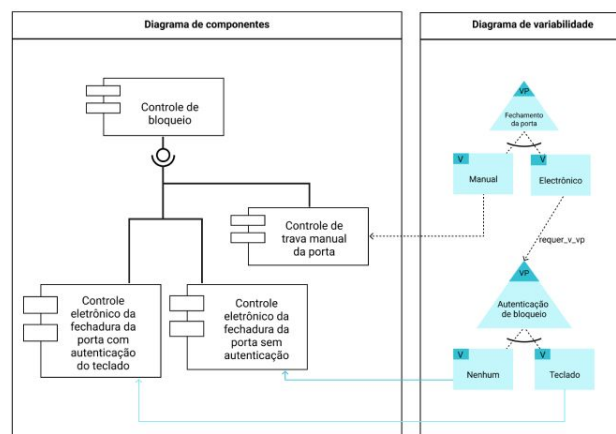 Diagrama de componentes
Controle de
bloqueio
Controle de
trava manual
da porta
Controle
eletrônico da
fechadura da
porta com
autenticação
do teclado
Controle
eletrônico da
fechadura da
porta sem
autenticação
Diagrama de variabilidade
VP
Fechamento
da porta
V
Manual
V
Electrônico
requer_v_vp
VP
Autenticação
de bloqueio
V
Nenhum
V
Teclado